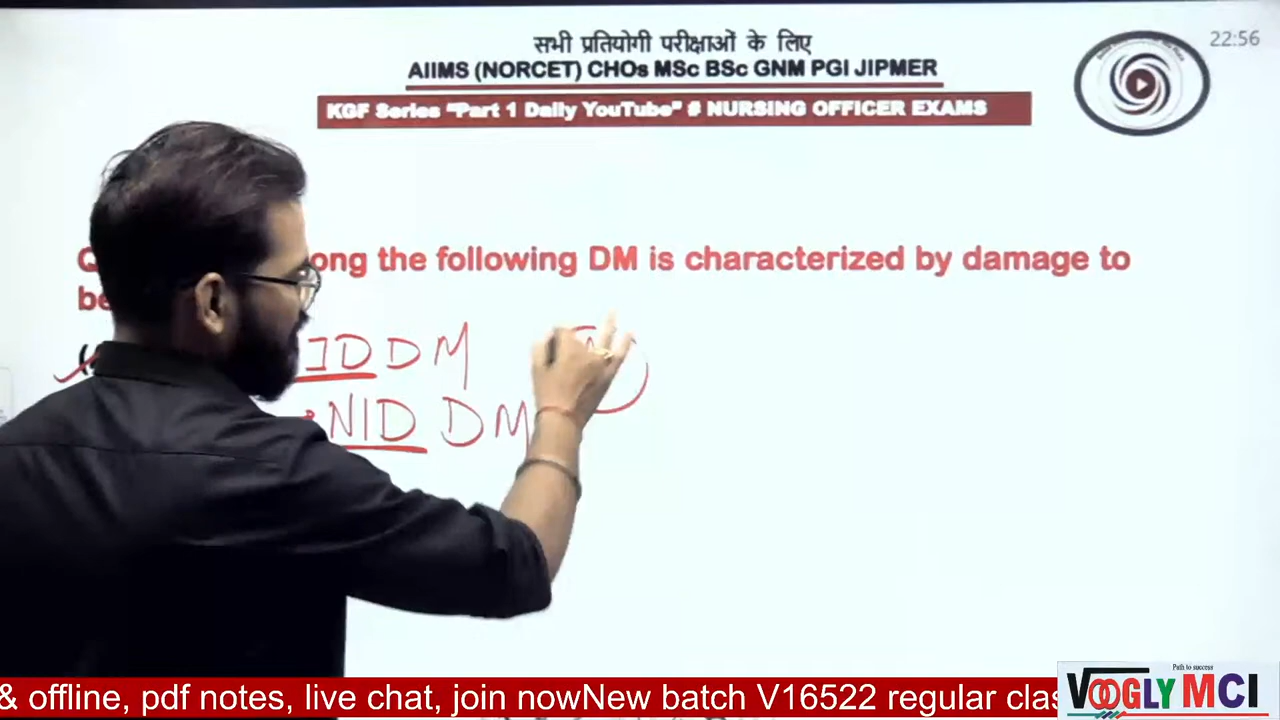 सभी प्रतियोगी परीक्षाओं के लिए
22:56
AIIMS (NORCET) CHOs MSc BSc GNM PGI JIPMER
KGF Series "Part 1 Daily YouTube" # NURSING OFFICER EXAMS
ong the following DM is characterized by damage to
be
IDDM
NIDDM
& offline, pdf notes, live chat, join nowNew batch V16522 regular clas
Path to success
VOOGLY MCI